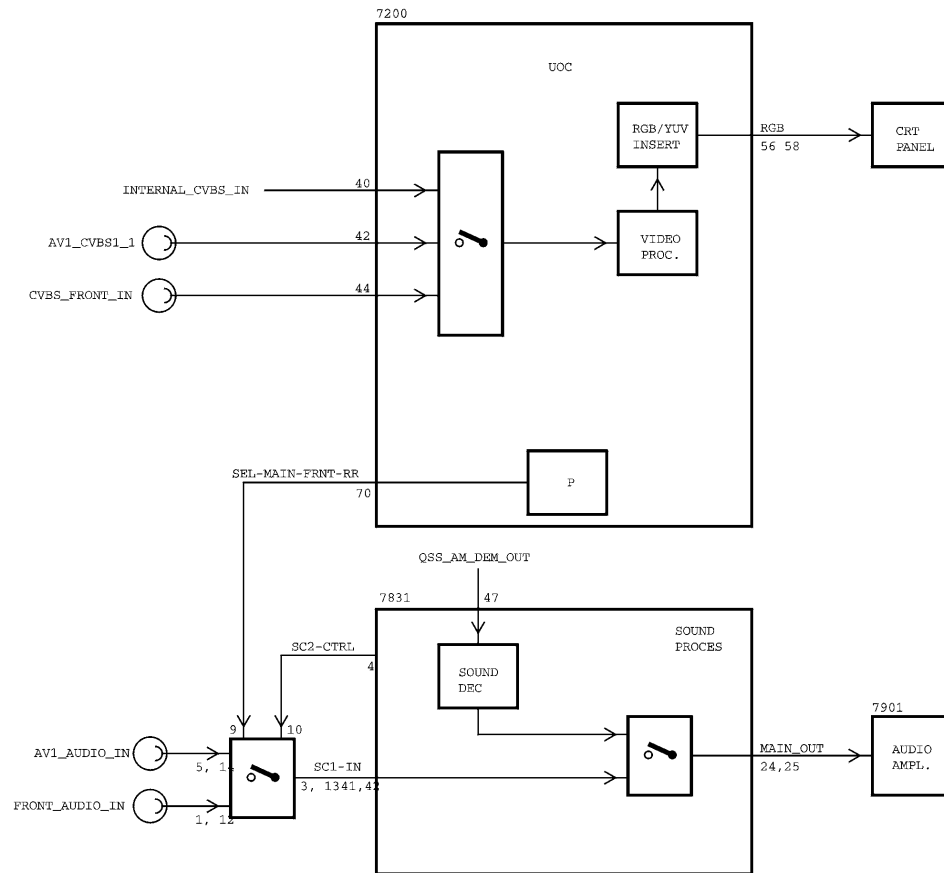 7200
UOC
RGB/YUV
INSERT
RGB
56 58
CRT
PANEL
INTERNAL_CVBS_IN
40
AV1_CVBS1_1
42
VIDEO
PROC.
CVBS_FRONT_IN
44
SEL-MAIN-FRNT-RR
70
P
QSS_AM_DEM_OUT
47
7831
SOUND
PROCES
SC2-CTRL
4
SOUND
DEC
7901
9
10
AV1_AUDIO_IN
5, 14
SC1-IN
3, 1341,42
MAIN_OUT
24,25
AUDIO
AMPL.
FRONT_AUDIO_IN
1, 12